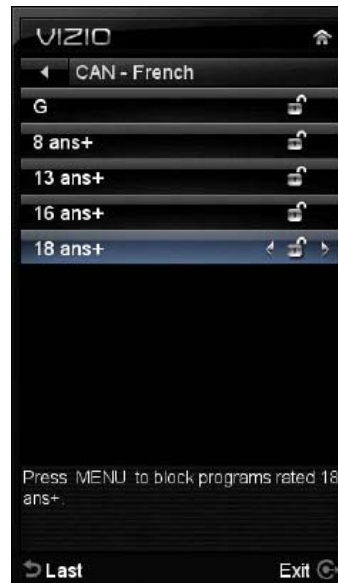 VIZIO
CAN - French
G
8 ans+
13 ans+
16 ans+
18 ans+
Press MENU to block programs rated 18
ans+.
Last
Exit